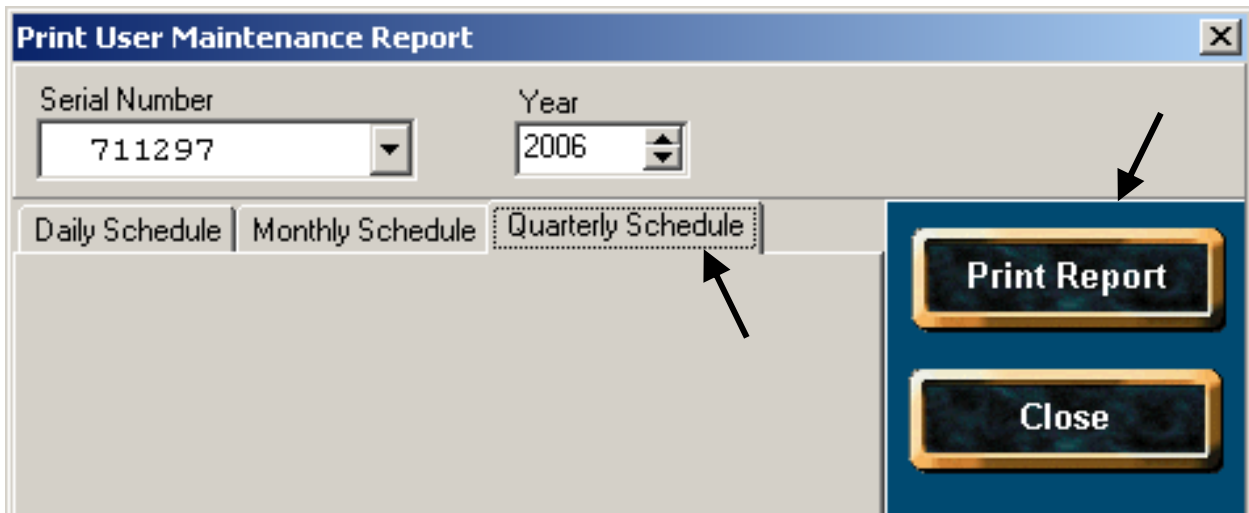 Print User Maintenance Report
Serial Number
Year
711297
2006
Daily Schedule
Monthly Schedule
Quarterly Schedule
Print Report
Close